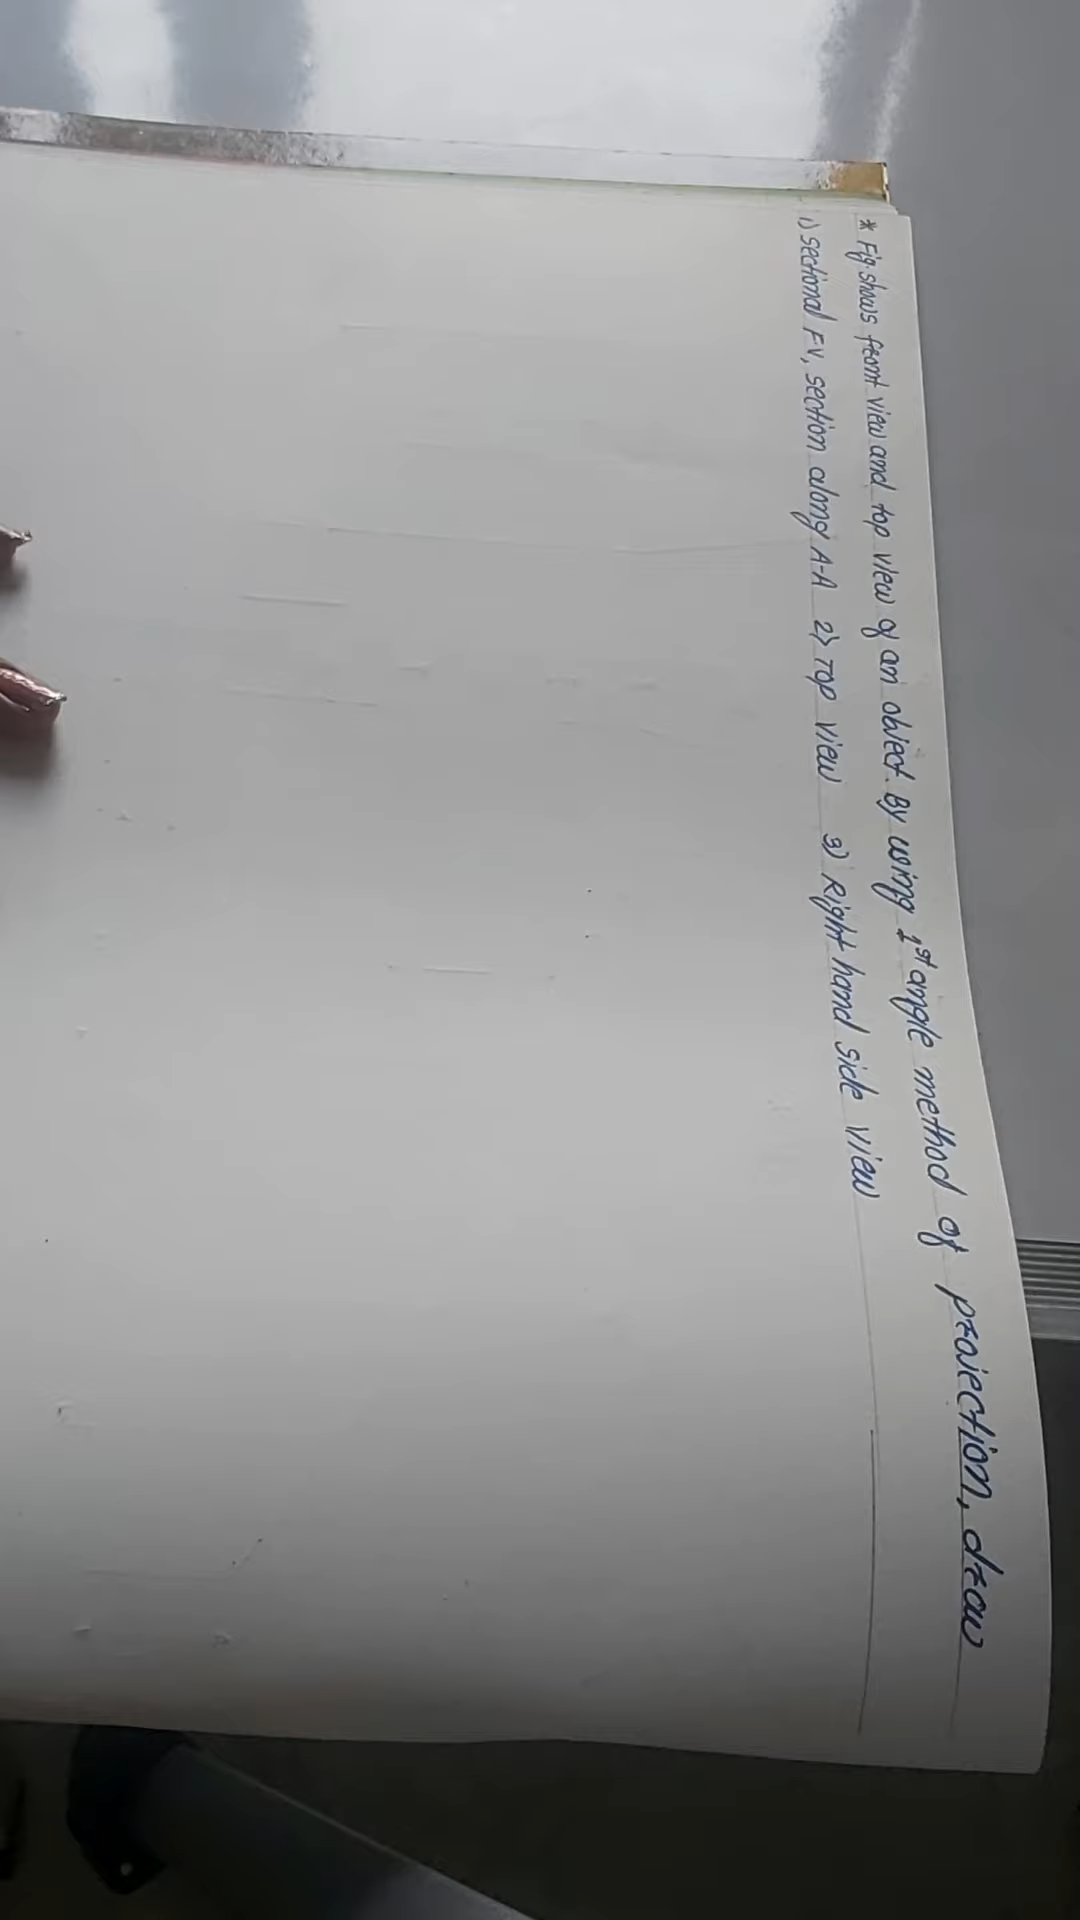 * Fig. shows front view and top view of an object. By using 1st angle method of projection, draw
1) sectional FV, section along A-A 2) Top view 3) Right hand side view